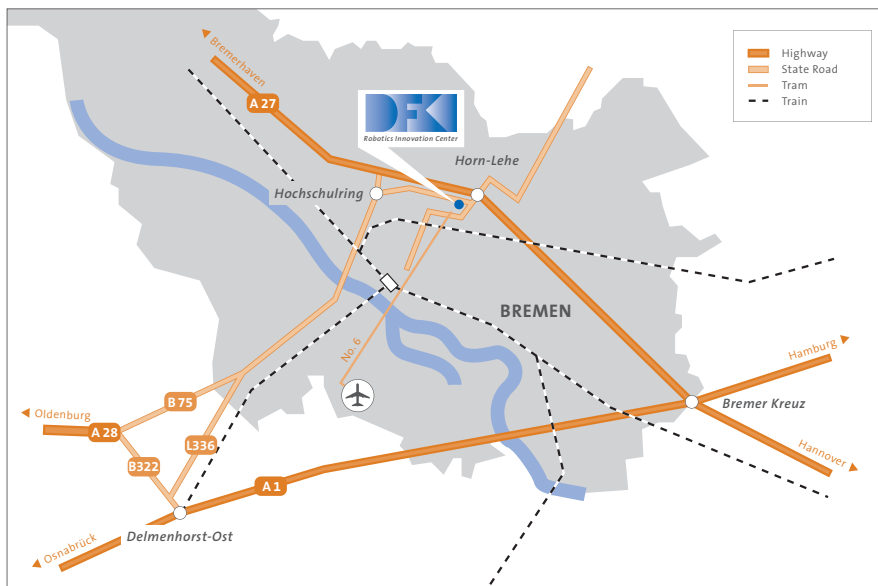 Bremerhaven
A 27
DFKI
Robotics Innovation Center
Horn-Lehe
Hochschulring
Highway
State Road
Tram
Train
BREMEN
No. 6
Hamburg
Oldenburg
B 75
A 28
L336
B322
Bremer Kreuz
Hannover
A 1
Delmenhorst-Ost
Osnabrück